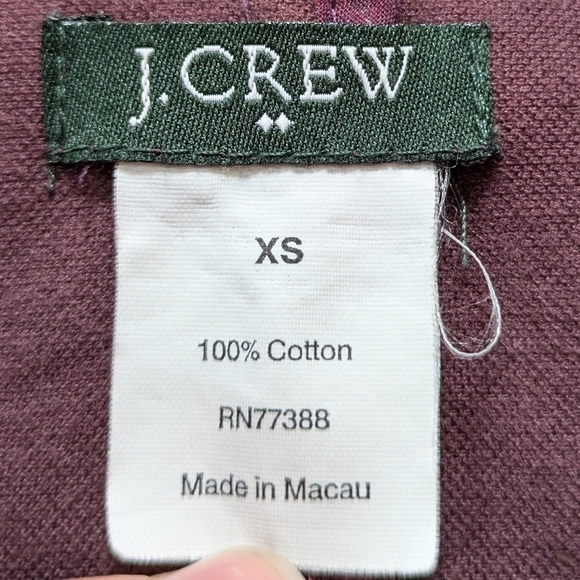 J.CREW
XS
100% Cotton
RN77388
Made in Macau